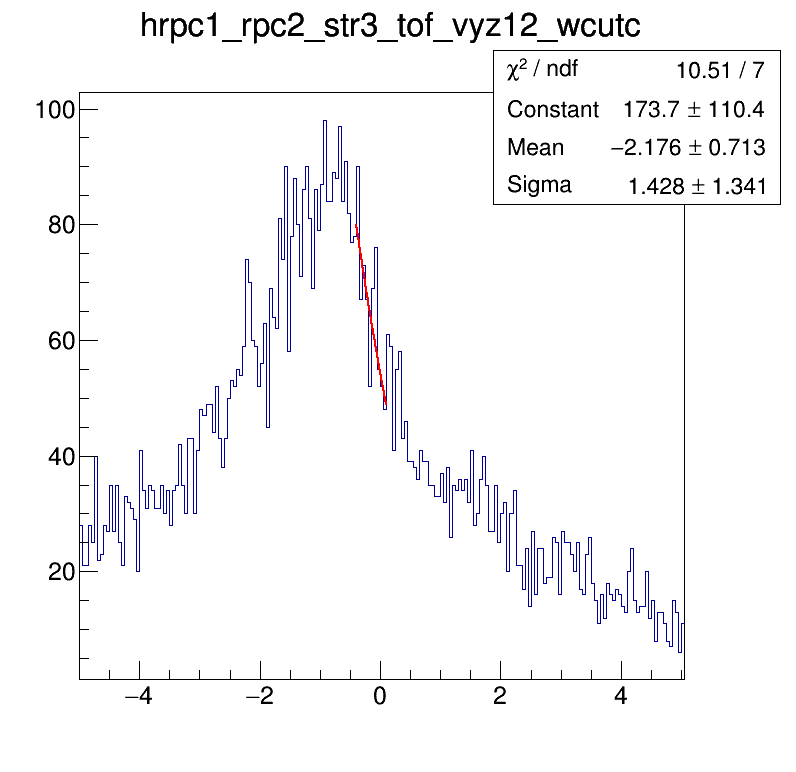 hrpc1_rpc2_str3_tof_vyz12_wcutc
χ² / ndf 10.51 / 7
Constant 173.7 ± 110.4
Mean −2.176 ± 0.713
Sigma 1.428 ± 1.341
100
80
60
40
20
−4 −2 0 2 4